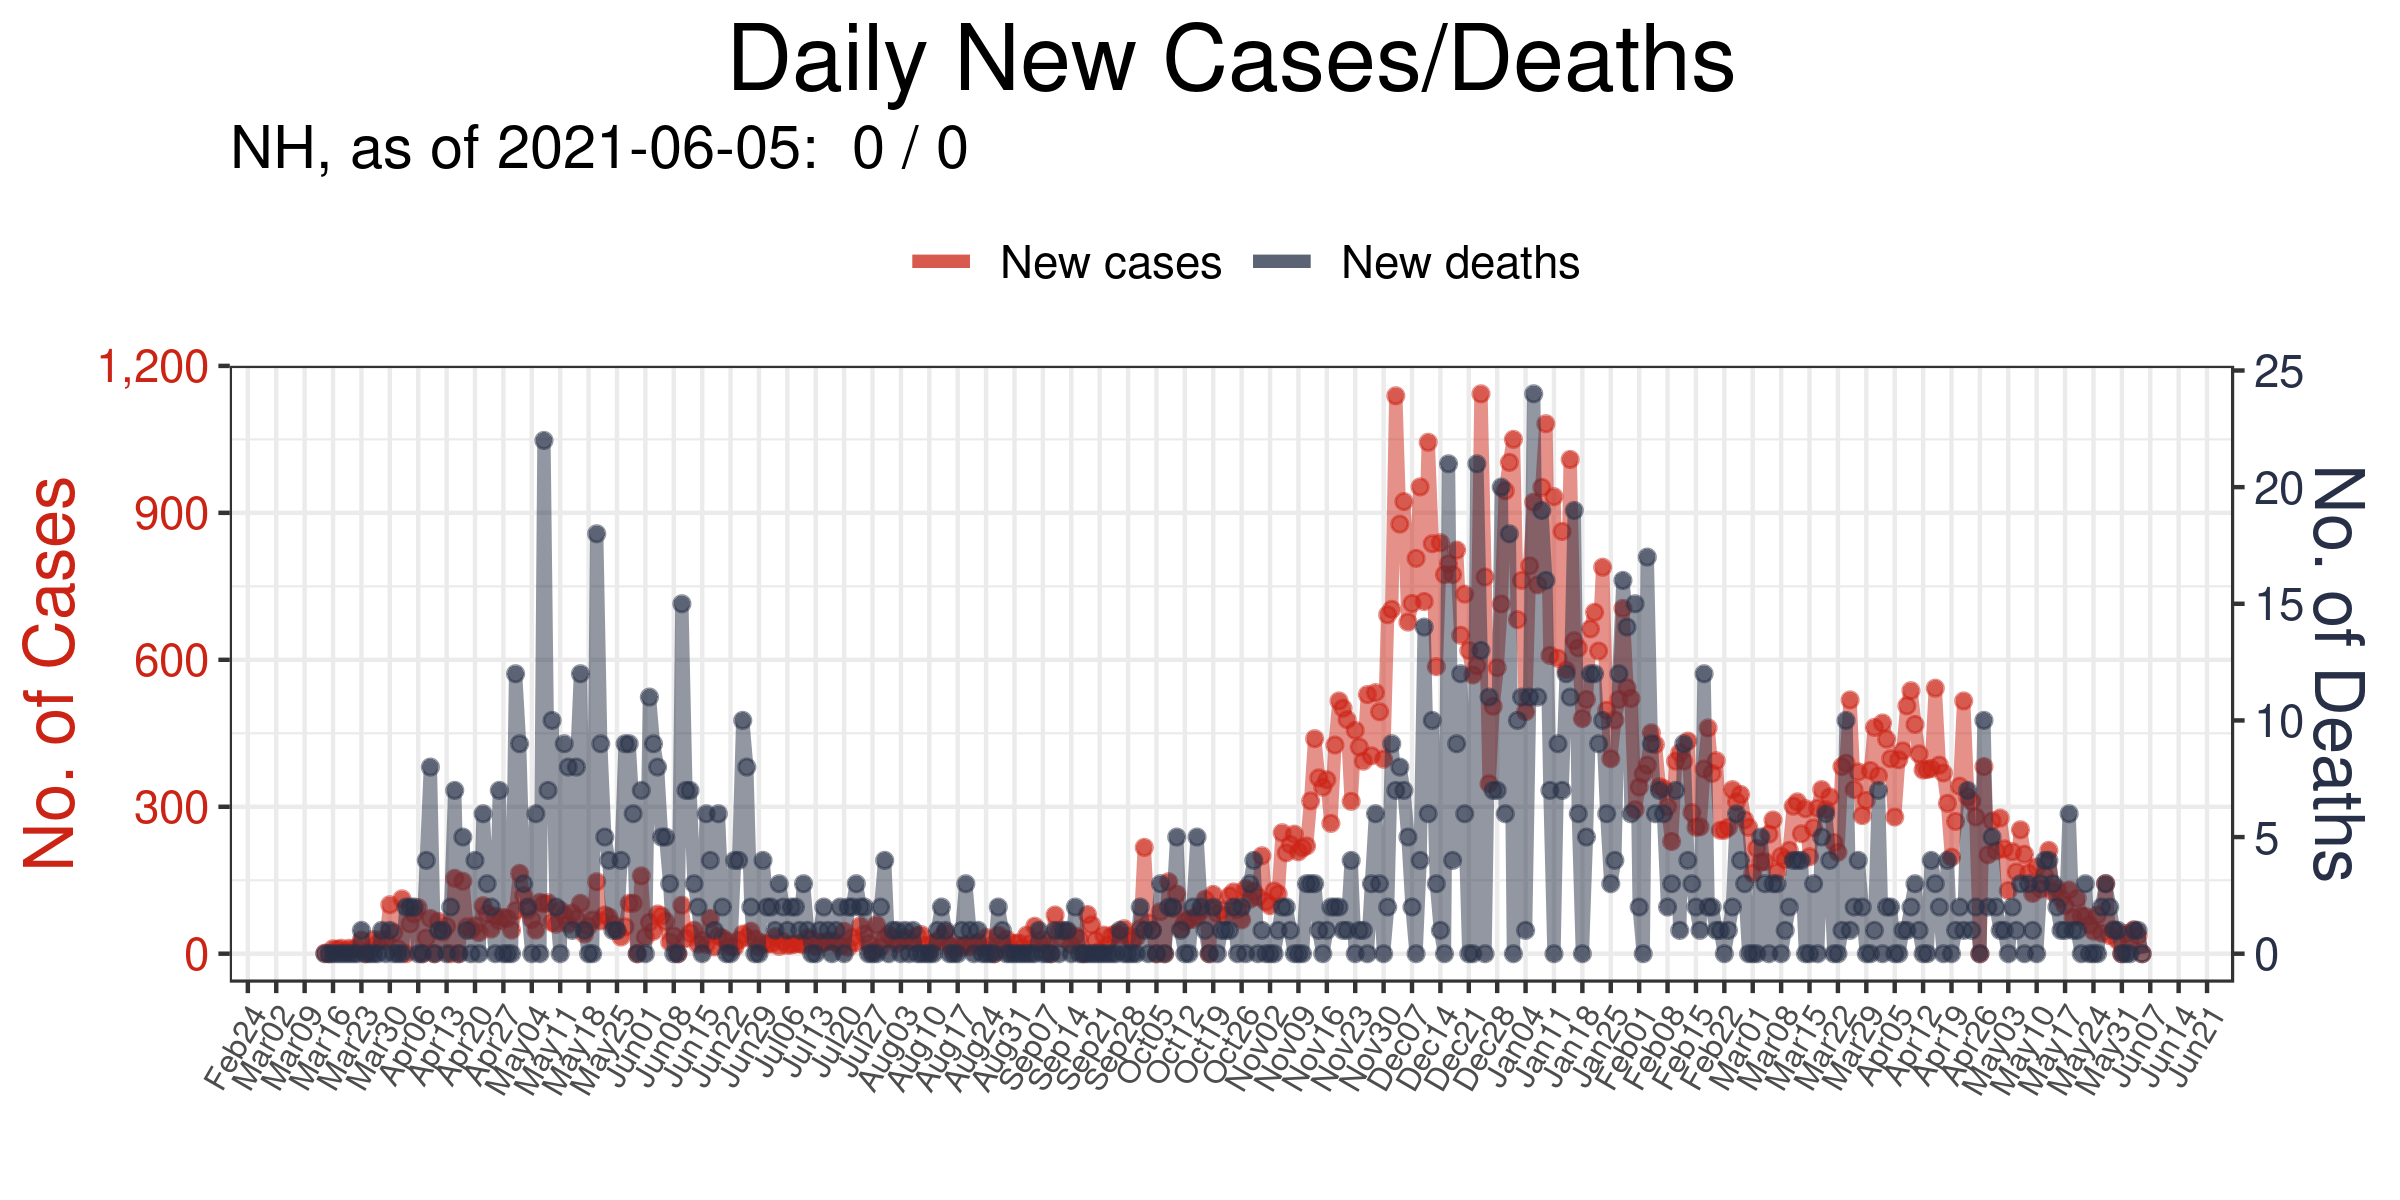 Daily New Cases/Deaths
NH, as of 2021-06-05:  0 / 0
New cases
New deaths
No. of Cases
1,200
900
600
300
0
25
20
15
10
5
0
No. of Deaths
Feb24
Mar02
Mar09
Mar16
Mar23
Mar30
Apr06
Apr13
Apr20
Apr27
May04
May11
May18
May25
Jun01
Jun08
Jun15
Jun22
Jun29
Jul06
Jul13
Jul20
Jul27
Aug03
Aug10
Aug17
Aug24
Aug31
Sep07
Sep14
Sep21
Sep28
Oct05
Oct12
Oct19
Oct26
Nov02
Nov09
Nov16
Nov23
Nov30
Dec07
Dec14
Dec21
Dec28
Jan04
Jan11
Jan18
Jan25
Feb01
Feb08
Feb15
Feb22
Mar01
Mar08
Mar15
Mar22
Mar29
Apr05
Apr12
Apr19
Apr26
May03
May10
May17
May24
May31
Jun07
Jun14
Jun21